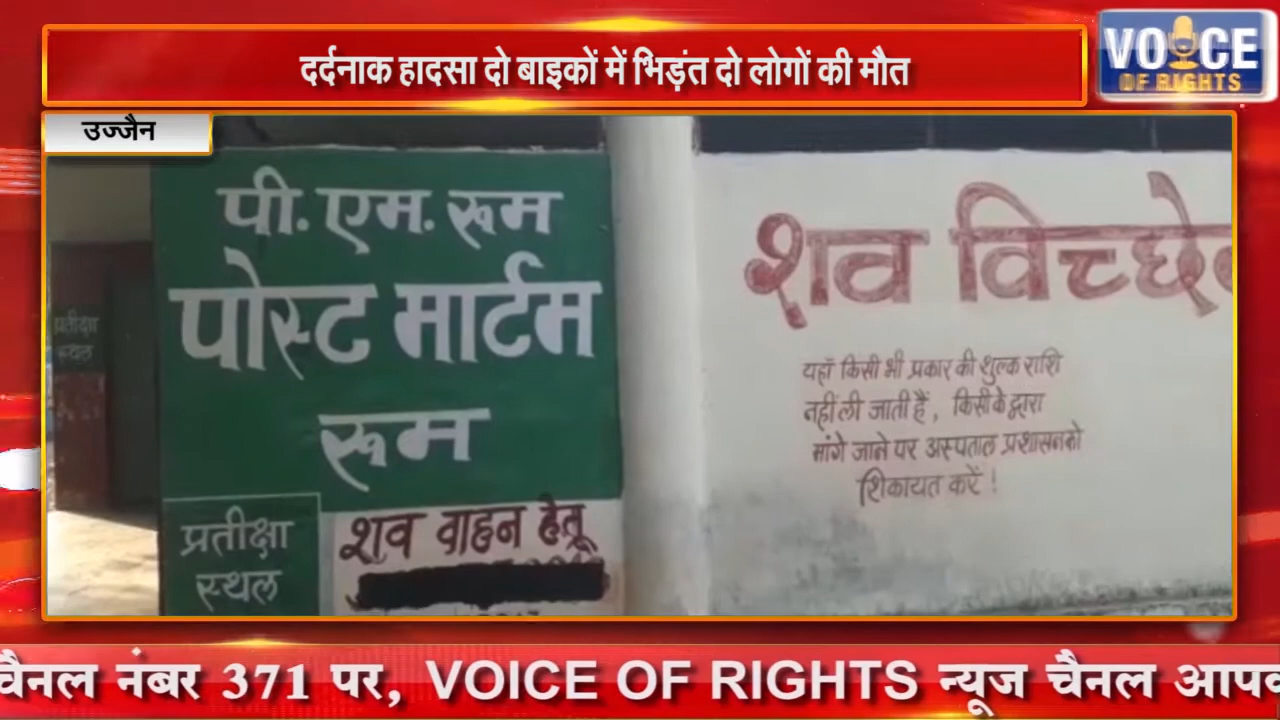 दर्दनाक हादसा दो बाइकों में भिड़ंत दो लोगों की मौत
VOICE
OF RIGHTS
उज्जैन
पी. एम. रूम
पोस्ट मार्टम
रूम
प्रतीक्षा
स्थल
शव वाहन हेतू
शव विच्छे
यहाँ किसी भी प्रकार की शुल्क राशि
नहीं ली जाती हैं, किसी के द्वारा
मांगे जाने पर अस्पताल प्रशासन को
शिकायत करें !
प्रतीक्षा
स्थल
चैनल नंबर 371 पर, VOICE OF RIGHTS न्यूज चैनल आप